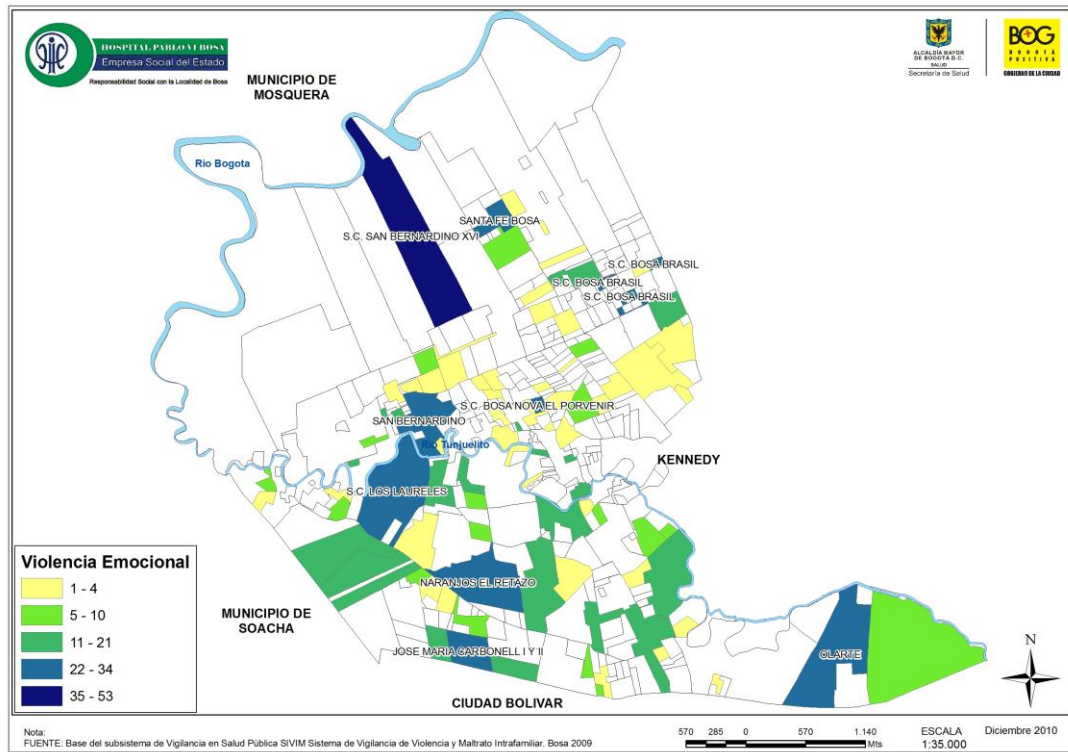 HOSPITAL PABLO VI BOSA
Empresa Social del Estado
Responsabilidad Social con la Localidad de Bosa
ALCALDÍA MAYOR
DE BOGOTÁ D.C.
SALUD
Secretaría de Salud
BOG
BOGOTÁ
POSITIVA
GOBIERNO DE LA CIUDAD
MUNICIPIO DE
MOSQUERA
Rio Bogota
SANTA FE BOSA
S.C. SAN BERNARDINO XVI
S.C. BOSA BRASIL
S.C. BOSA BRASIL
S.C. BOSA BRASIL
S.C. BOSA NOVA EL PORVENIR
SAN BERNARDINO
Rio Tunjuelito
KENNEDY
S.C. LOS LAURELES
NARANJOS EL RETAZO
MUNICIPIO DE
SOACHA
JOSE MARIA CARBONELL I Y II
OLARTE
CIUDAD BOLIVAR
Violencia Emocional
1 - 4
5 - 10
11 - 21
22 - 34
35 - 53
N
Nota:
FUENTE: Base del subsistema de Vigilancia en Salud Pública SIVIM Sistema de Vigilancia de Violencia y Maltrato Intrafamiliar. Bosa 2009
570 285 0 570 1.140
Mts
ESCALA
1:35.000
Diciembre 2010